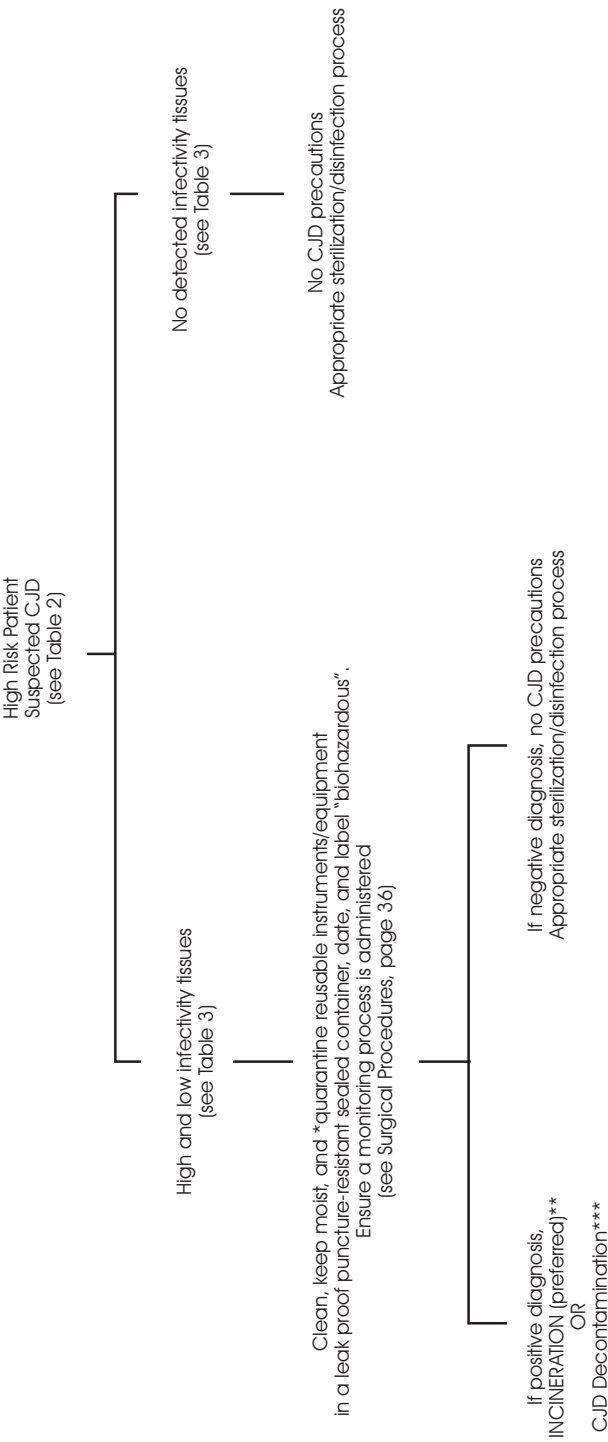 High Risk Patient
Suspected CJD
(see Table 2)
High and low infectivity tissues
(see Table 3)
No detected infectivity tissues
(see Table 3)
Clean, keep moist, and *quarantine reusable instruments/equipment
in a leak proof puncture-resistant sealed container, date, and label "biohazardous".
Ensure a monitoring process is administered
(see Surgical Procedures, page 36)
No CJD precautions
Appropriate sterilization/disinfection process
If positive diagnosis,
INCINERATION (preferred)**
OR
CJD Decontamination***
If negative diagnosis, no CJD precautions
Appropriate sterilization/disinfection process